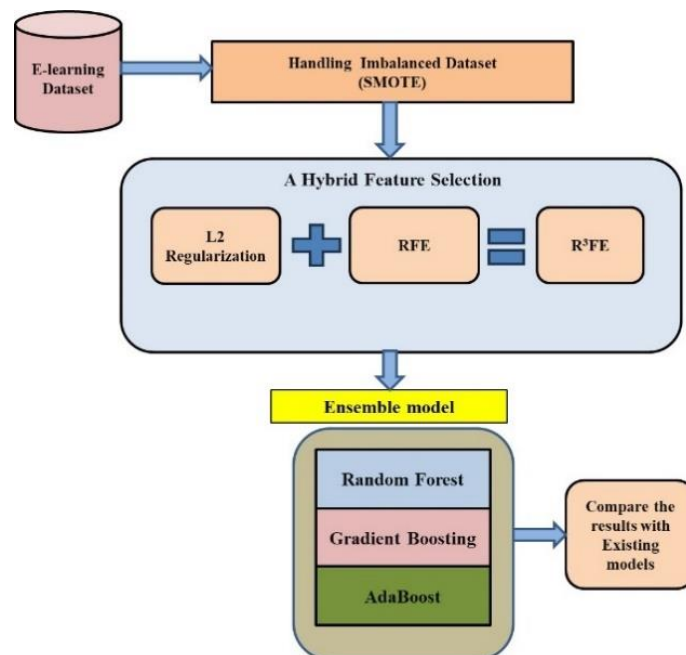 E-learning
Dataset
Handling Imbalanced Dataset
(SMOTE)
A Hybrid Feature Selection
L2
Regularization
RFE
R³FE
Ensemble model
Random Forest
Gradient Boosting
AdaBoost
Compare the
results with
Existing
models